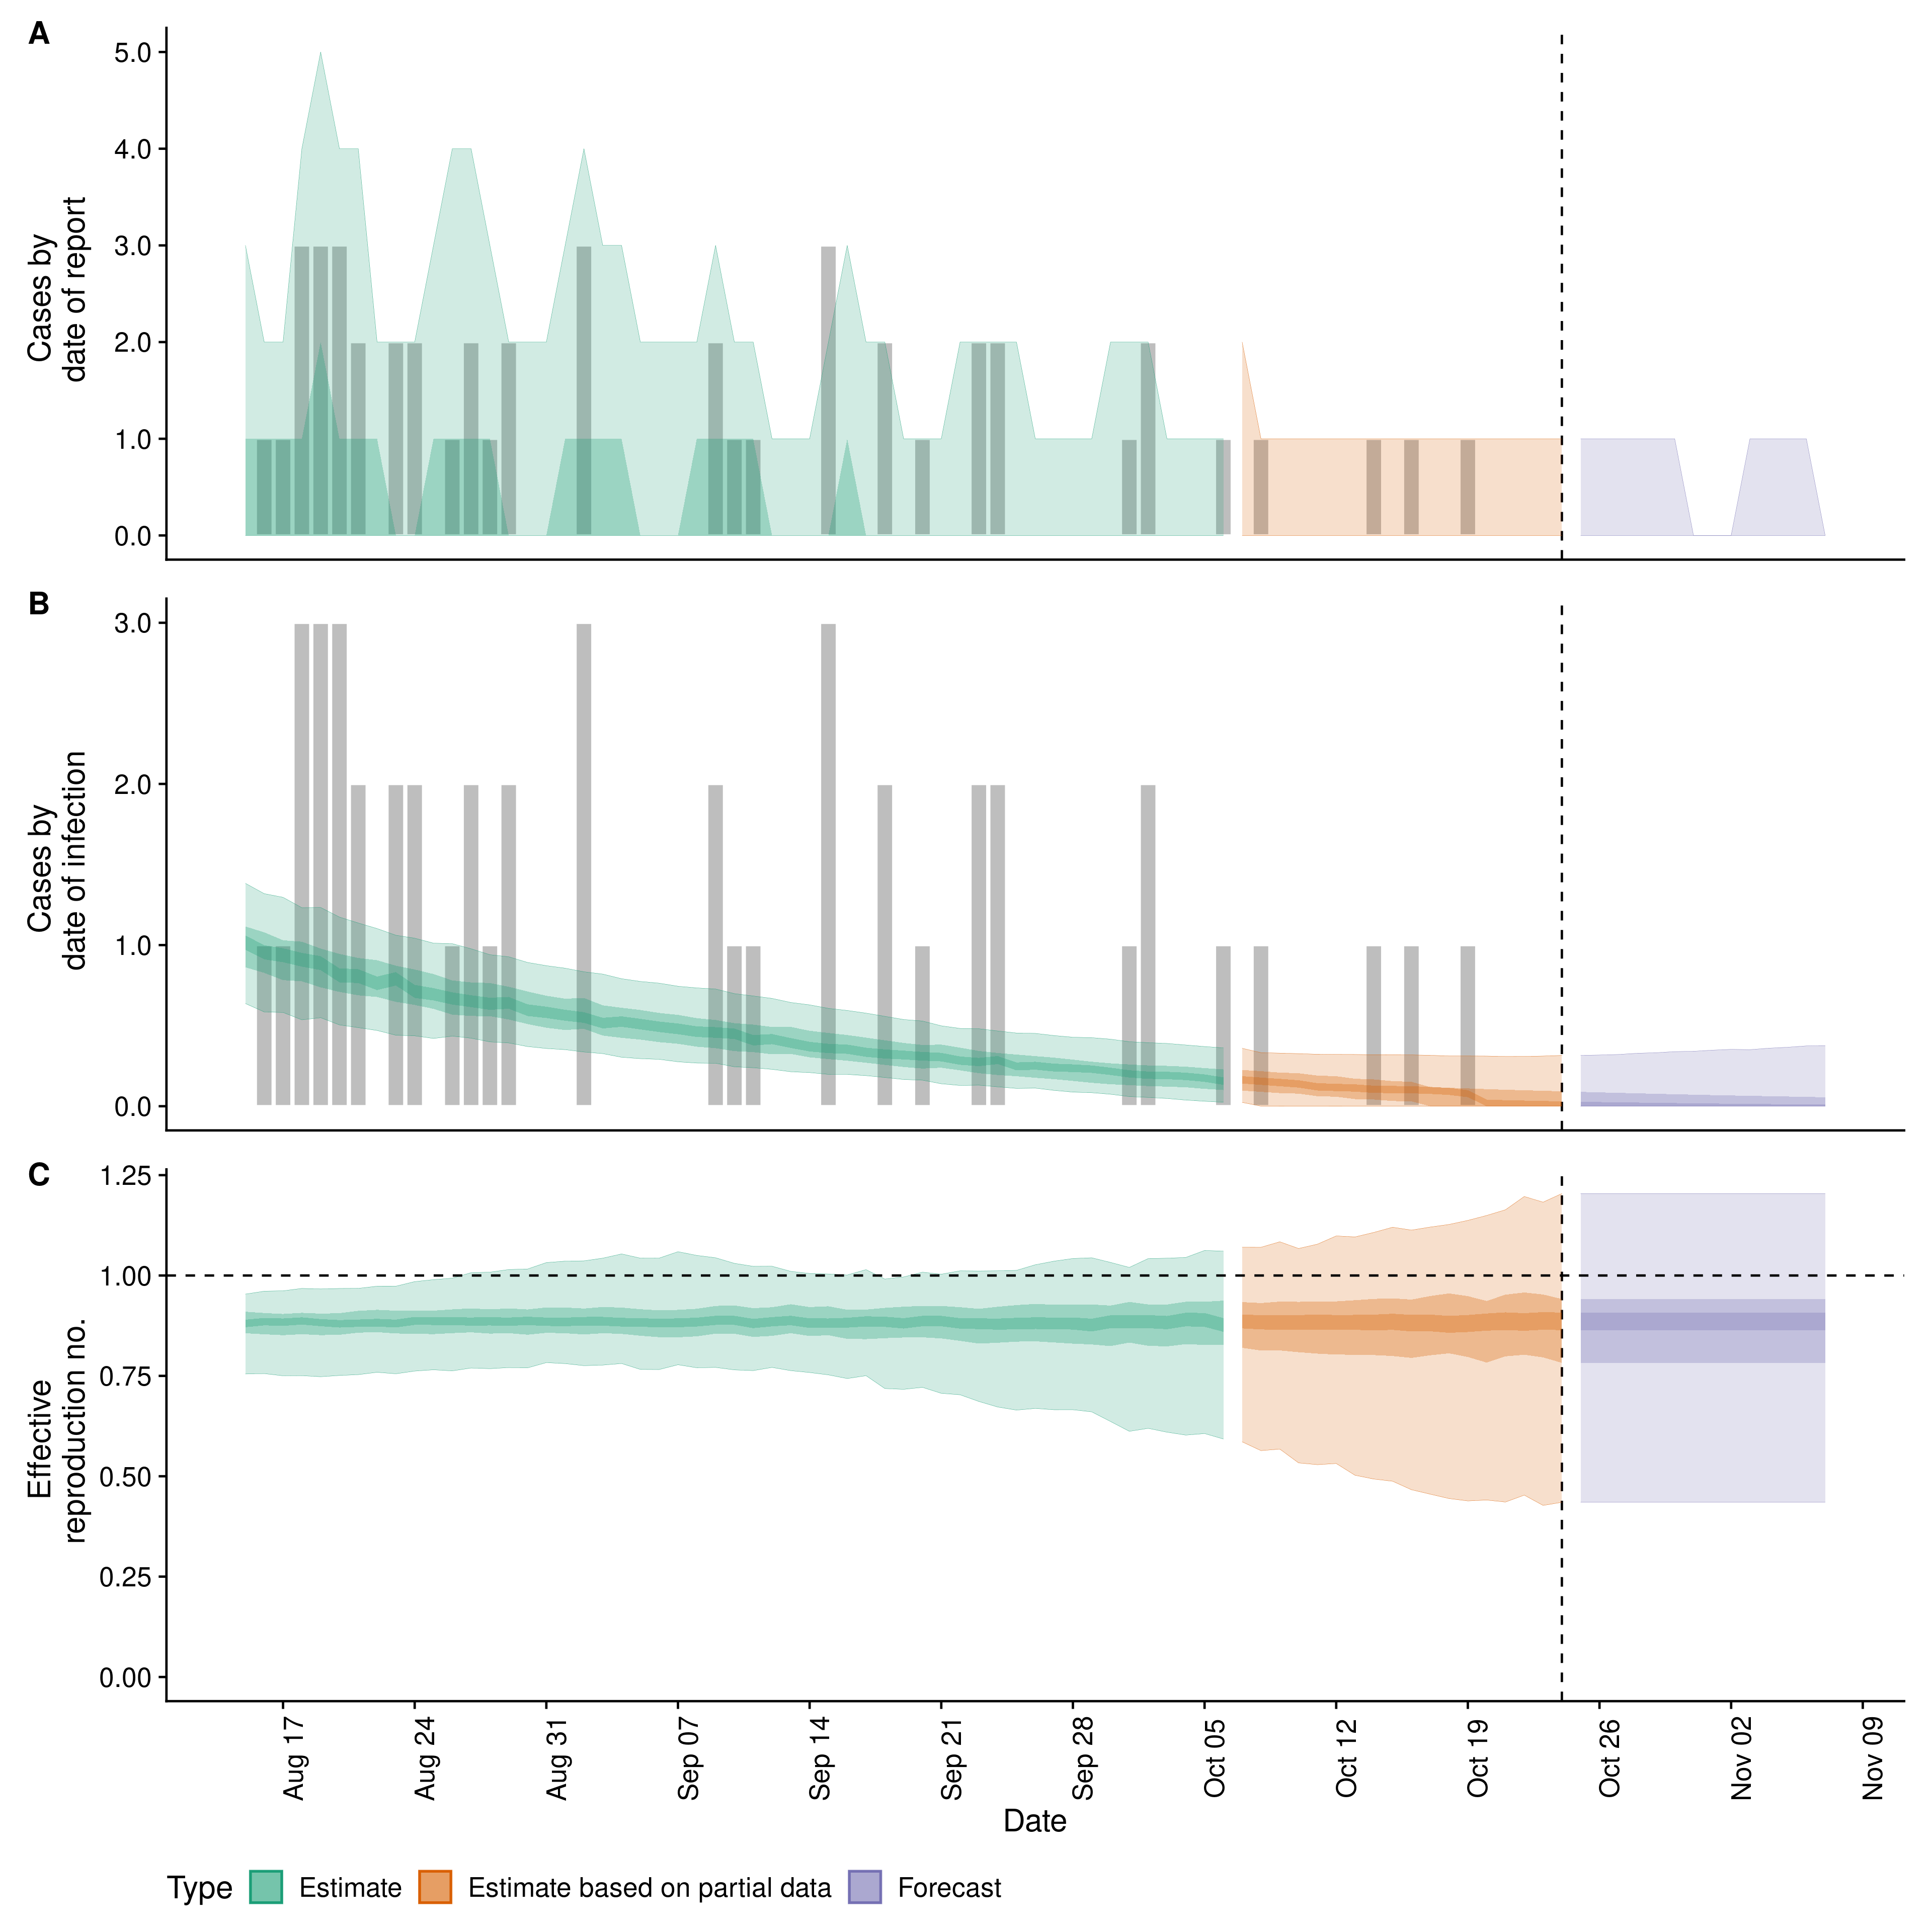 A
Cases by
date of report
5.0
4.0
3.0
2.0
1.0
0.0
B
Cases by
date of infection
3.0
2.0
1.0
0.0
C
Effective
reproduction no.
1.25
1.00
0.75
0.50
0.25
0.00
Aug 17
Aug 24
Aug 31
Sep 07
Sep 14
Sep 21
Sep 28
Oct 05
Oct 12
Oct 19
Oct 26
Nov 02
Nov 09
Date
Type Estimate Estimate based on partial data Forecast